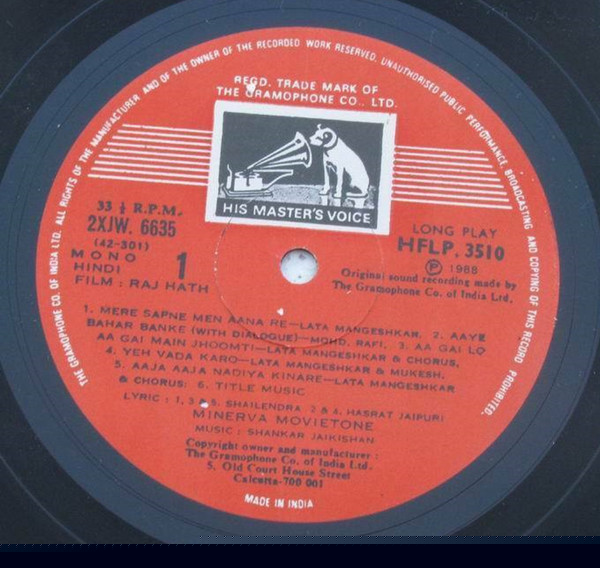 THE GRAMOPHONE CO. OF INDIA LTD. ALL RIGHTS OF THE MANUFACTURER AND OF THE OWNER OF THE RECORDED WORK RESERVED. UNAUTHORISED PUBLIC PERFORMANCE, BROADCASTING AND COPYING OF THIS RECORD PROHIBITED.
REGD. TRADE MARK OF
THE GRAMOPHONE CO., LTD.
HIS MASTER'S VOICE
33 ⅓ R.P.M.
2XJW. 6635
(42-301)
MONO
HINDI
1
FILM : RAJ HATH
LONG PLAY
HFLP. 3510
Ⓟ 1988
Original sound recording made by
The Gramophone Co. of India Ltd.
1. MERE SAPNE MEN AANA RE—LATA MANGESHKAR. 2. AAYE
BAHAR BANKE (WITH DIALOGUE)—MOHD. RAFI. 3. AA GAI LO
AA GAI MAIN JHOOMTI—LATA MANGESHKAR & CHORUS.
4. YEH VADA KARO—LATA MANGESHKAR & MUKESH.
5. AAJA AAJA NADIYA KINARE—LATA MANGESHKAR
& CHORUS: 6. TITLE MUSIC
LYRIC : 1, 3 & 5. SHAILENDRA 2 & 4. HASRAT JAIPURI
MINERVA MOVIETONE
MUSIC : SHANKAR JAIKISHAN
Copyright owner and manufacturer :
The Gramophone Co. of India Ltd.
5, Old Court House Street
Calcutta-700 001
MADE IN INDIA